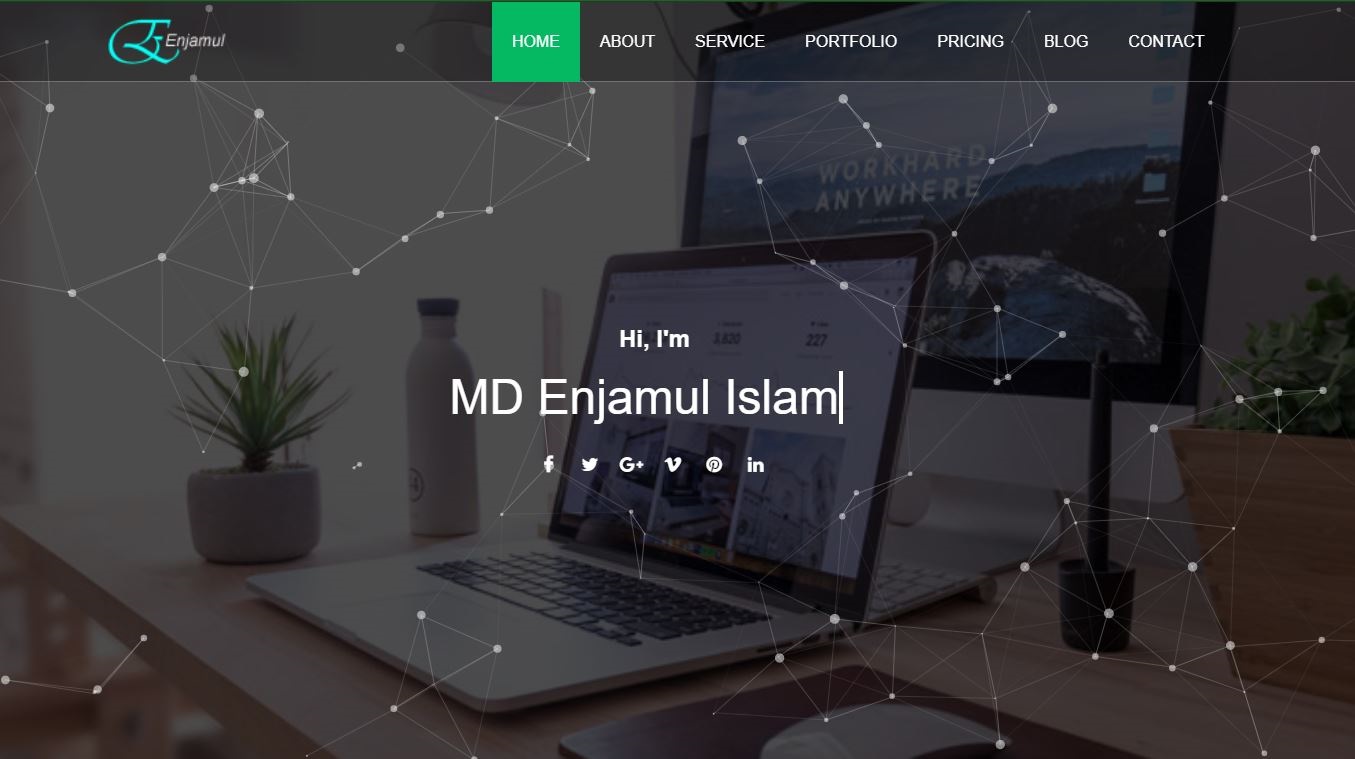 Enjamul
HOME ABOUT SERVICE PORTFOLIO PRICING BLOG CONTACT
WORKHARD
ANYWHERE
3,820 227
Hi, I'm
MD Enjamul Islam